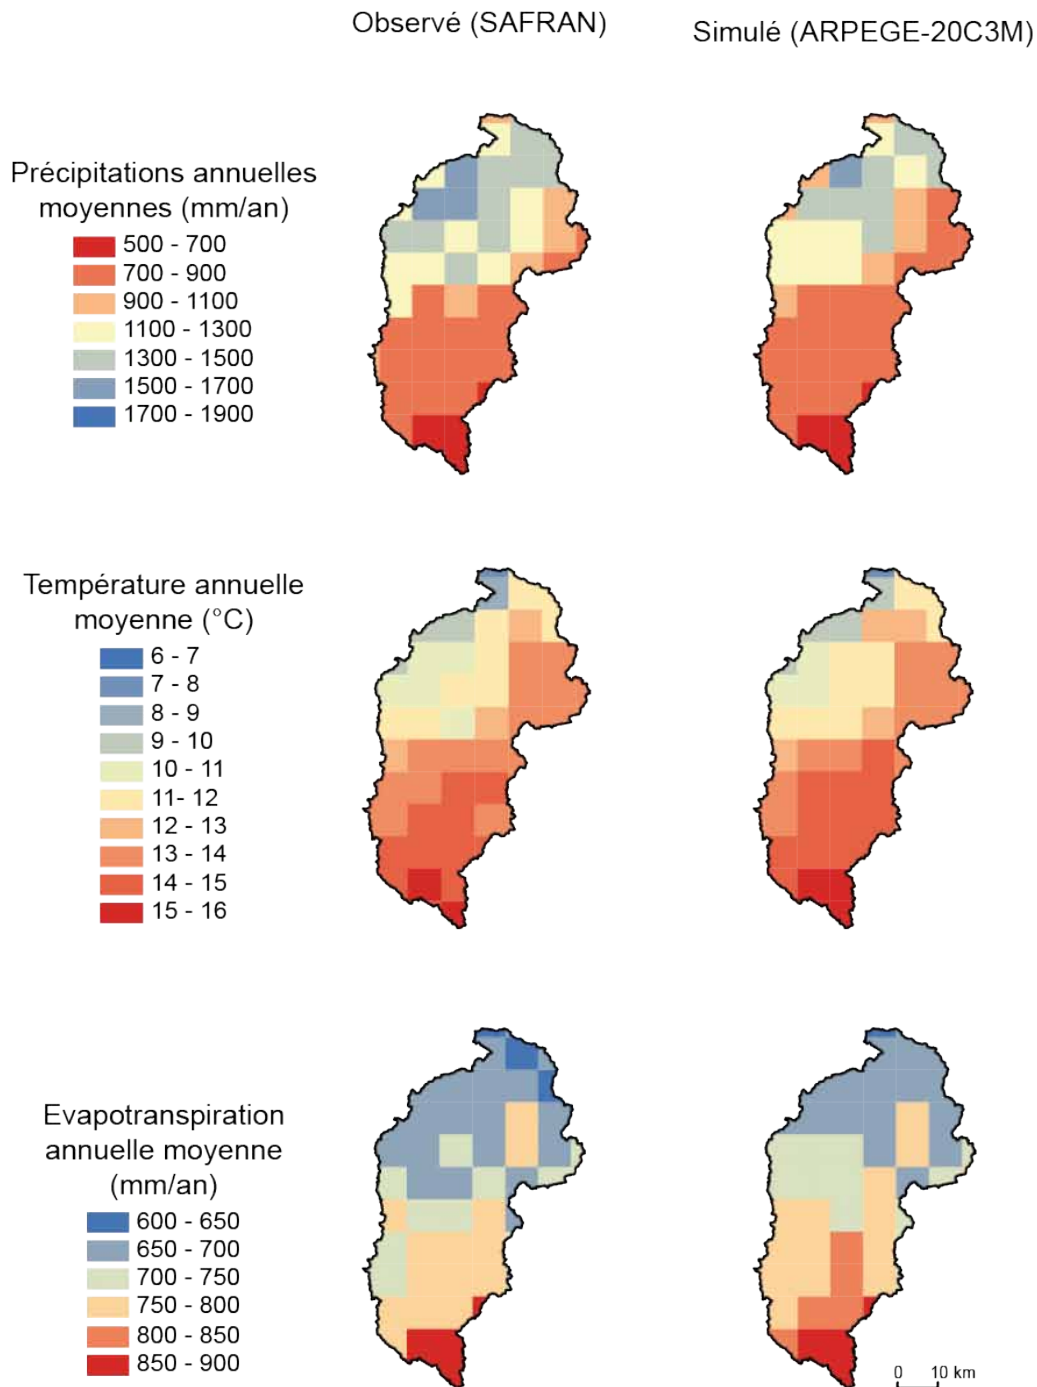 Observé (SAFRAN)
Simulé (ARPEGE-20C3M)
Précipitations annuelles
moyennes (mm/an)
500 - 700
700 - 900
900 - 1100
1100 - 1300
1300 - 1500
1500 - 1700
1700 - 1900
Température annuelle
moyenne (°C)
6 - 7
7 - 8
8 - 9
9 - 10
10 - 11
11- 12
12 - 13
13 - 14
14 - 15
15 - 16
Evapotranspiration
annuelle moyenne
(mm/an)
600 - 650
650 - 700
700 - 750
750 - 800
800 - 850
850 - 900
0 10 km